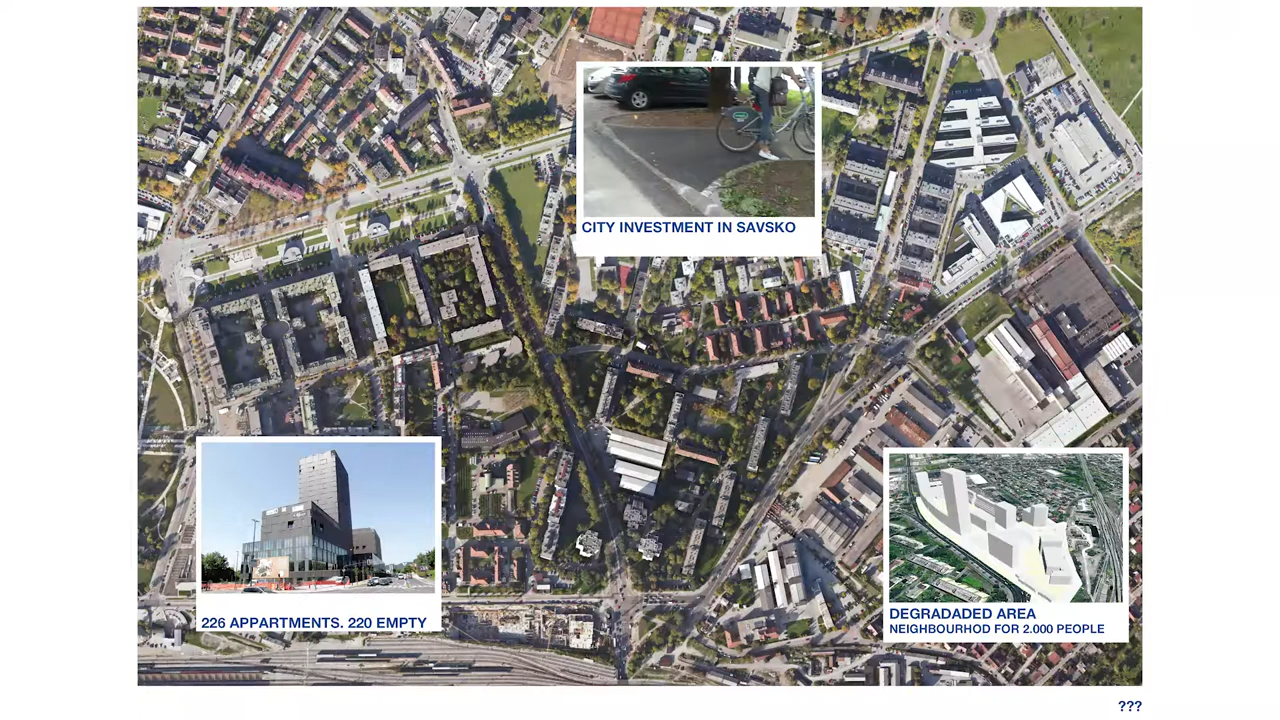 CITY INVESTMENT IN SAVSKO
226 APPARTMENTS. 220 EMPTY
DEGRADADED AREA
NEIGHBOURHOD FOR 2.000 PEOPLE
???